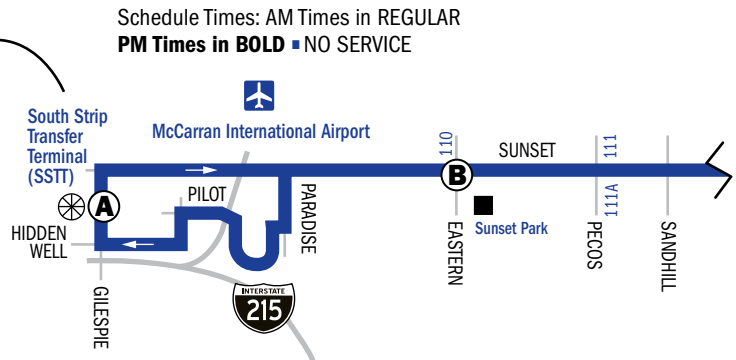 Schedule Times: AM Times in REGULAR
PM Times in BOLD ▪ NO SERVICE
South Strip
Transfer
Terminal
(SSTT)
McCarran International Airport
110
SUNSET
111
A
PILOT
PARADISE
B
111A
HIDDEN
WELL
Sunset Park
EASTERN
PECOS
SANDHILL
GILESPIE
INTERSTATE
215